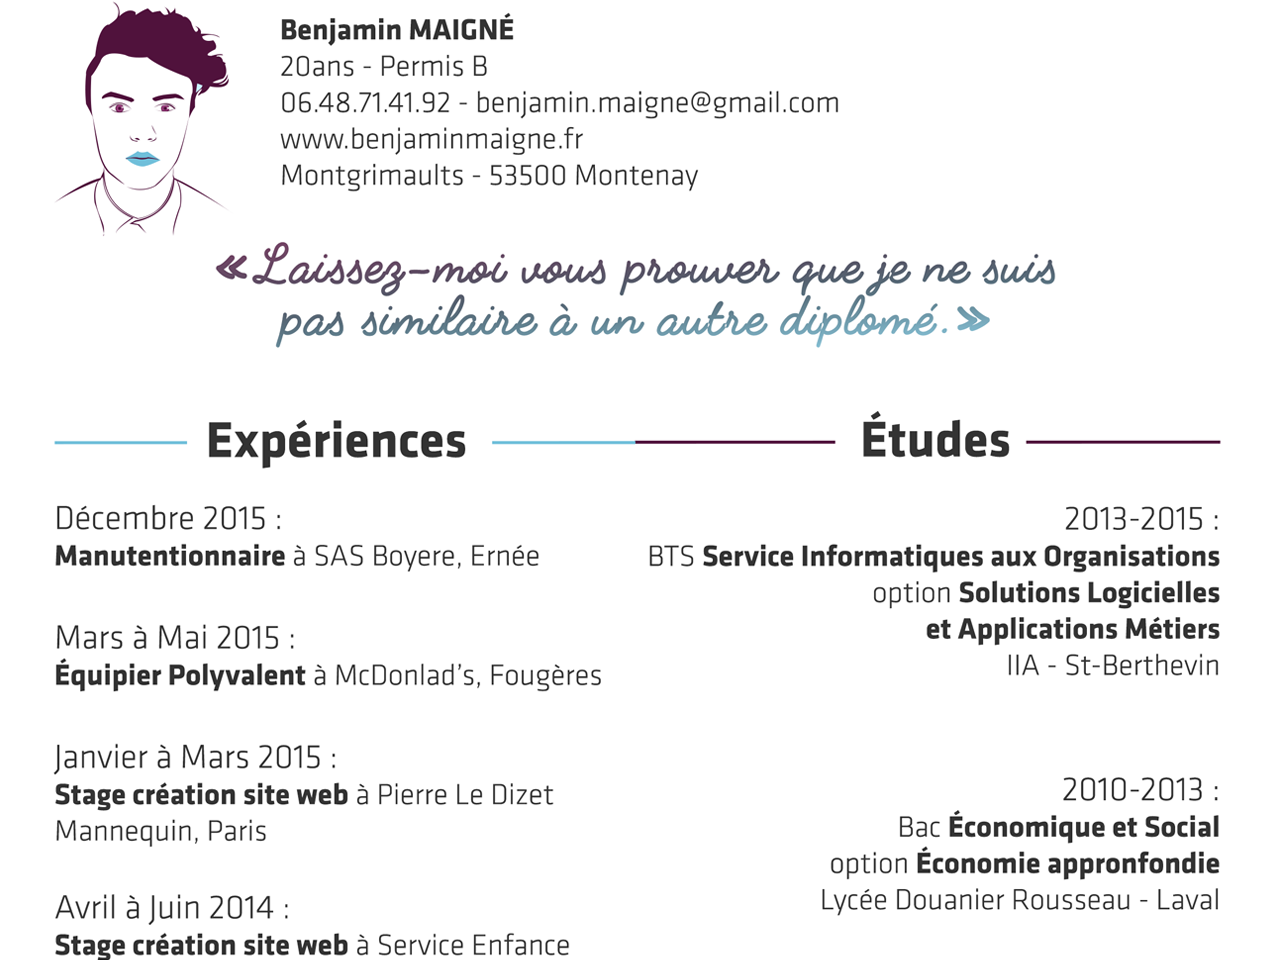 Benjamin MAIGNÉ
20ans - Permis B
06.48.71.41.92 - benjamin.maigne@gmail.com
www.benjaminmaigne.fr
Montgrimaults - 53500 Montenay
«Laissez-moi vous prouver que je ne suis
pas similaire à un autre diplomé.»
Expériences
Décembre 2015 :
Manutentionnaire à SAS Boyere, Ernée
Mars à Mai 2015 :
Équipier Polyvalent à McDonlad's, Fougères
Janvier à Mars 2015 :
Stage création site web à Pierre Le Dizet
Mannequin, Paris
Avril à Juin 2014 :
Stage création site web à Service Enfance
Études
2013-2015 :
BTS Service Informatiques aux Organisations
option Solutions Logicielles
et Applications Métiers
IIA - St-Berthevin
2010-2013 :
Bac Économique et Social
option Économie appronfondie
Lycée Douanier Rousseau - Laval